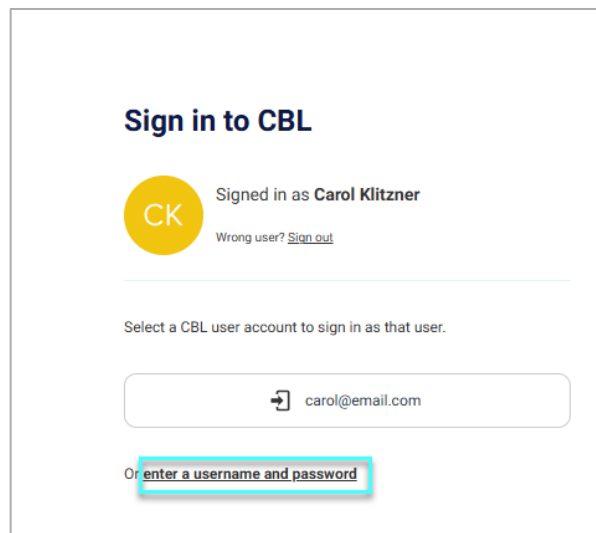 Sign in to CBL
CK
Signed in as Carol Klitzner
Wrong user? Sign out
Select a CBL user account to sign in as that user.
carol@email.com
Or enter a username and password